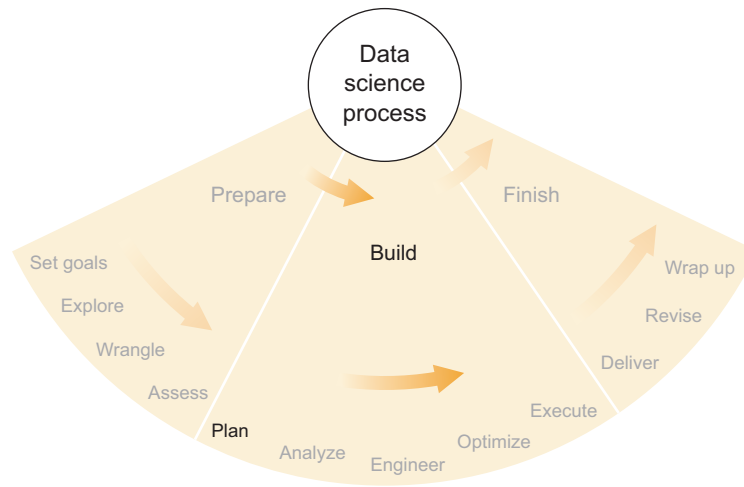 Data
science
process
Prepare
Finish
Build
Set goals
Explore
Wrangle
Assess
Plan
Analyze
Engineer
Optimize
Execute
Deliver
Revise
Wrap up